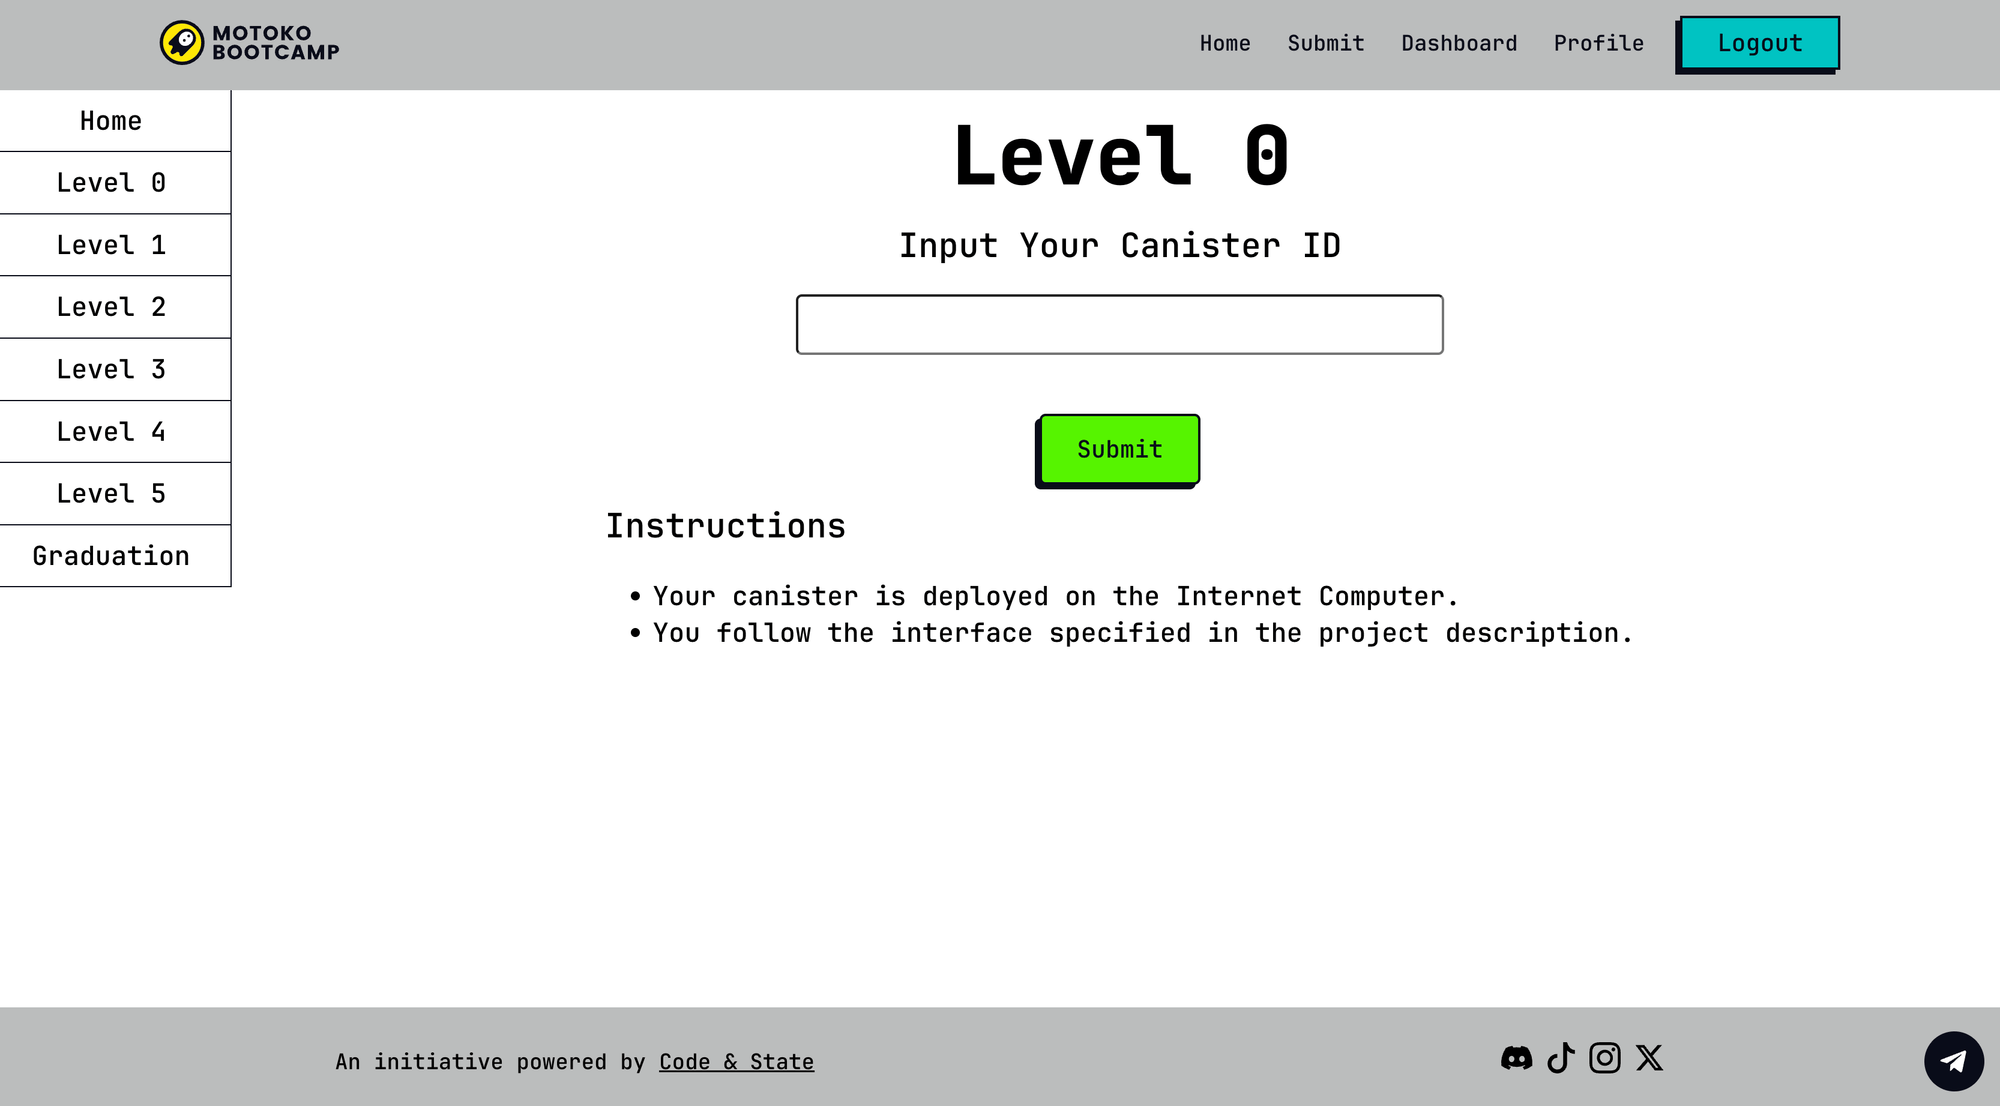 MOTOKO
BOOTCAMP
Home Submit Dashboard Profile Logout
Home
Level 0
Level 1
Level 2
Level 3
Level 4
Level 5
Graduation
Level 0
Input Your Canister ID
Submit
Instructions
• Your canister is deployed on the Internet Computer.
• You follow the interface specified in the project description.
An initiative powered by Code & State